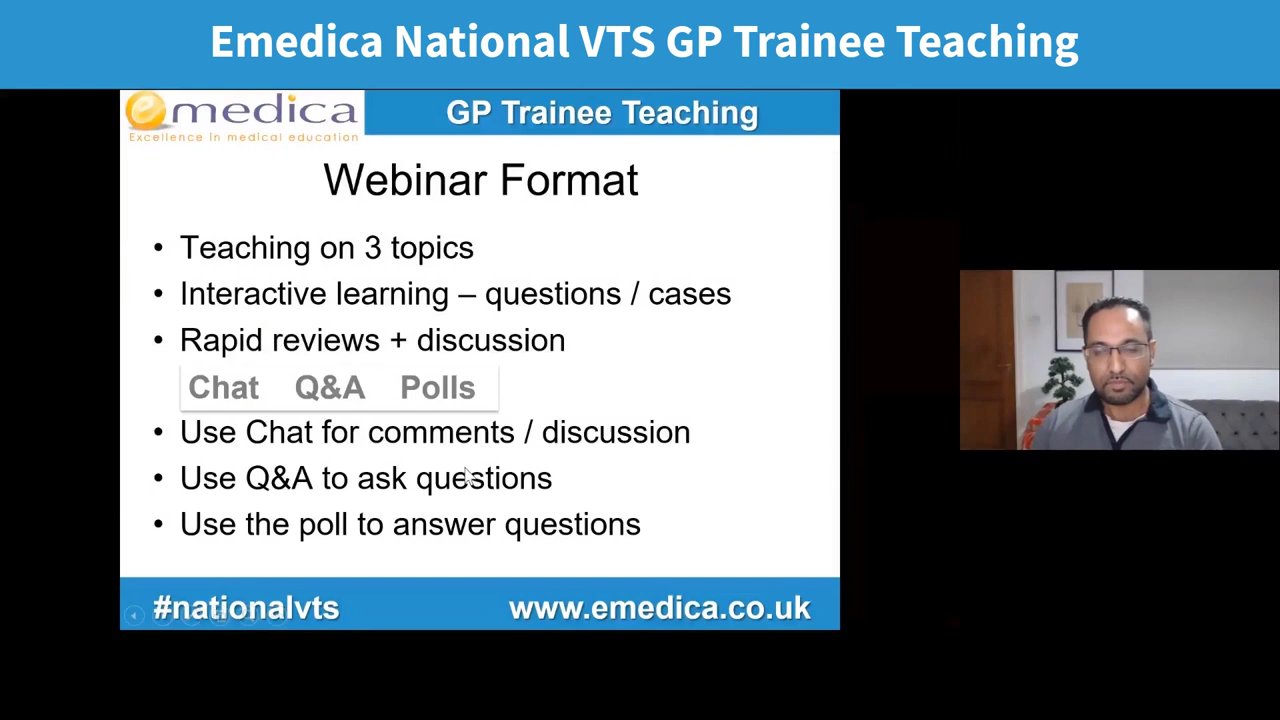 Emedica National VTS GP Trainee Teaching
emedica
Excellence in medical education
GP Trainee Teaching
Webinar Format
• Teaching on 3 topics
• Interactive learning – questions / cases
• Rapid reviews + discussion
Chat Q&A Polls
• Use Chat for comments / discussion
• Use Q&A to ask questions
• Use the poll to answer questions
#nationalvts www.emedica.co.uk